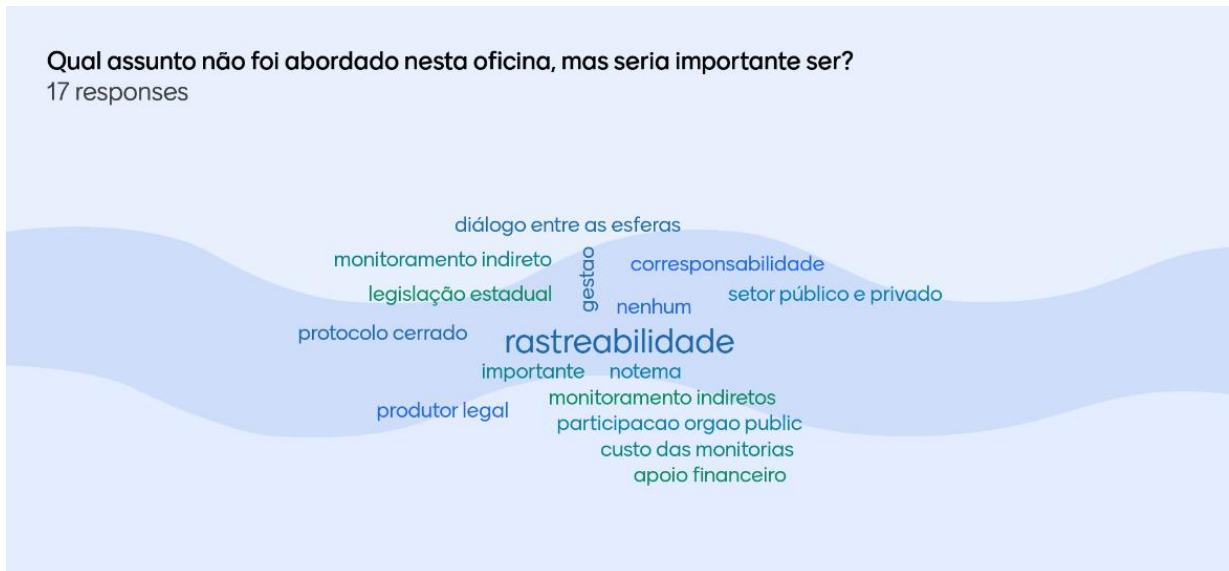 Qual assunto não foi abordado nesta oficina, mas seria importante ser?
17 responses
diálogo entre as esferas
monitoramento indireto
gestao
corresponsabilidade
legislação estadual
nenhum
setor público e privado
protocolo cerrado
rastreabilidade
importante
notema
produtor legal
monitoramento indiretos
participacao orgao public
custo das monitorias
apoio financeiro